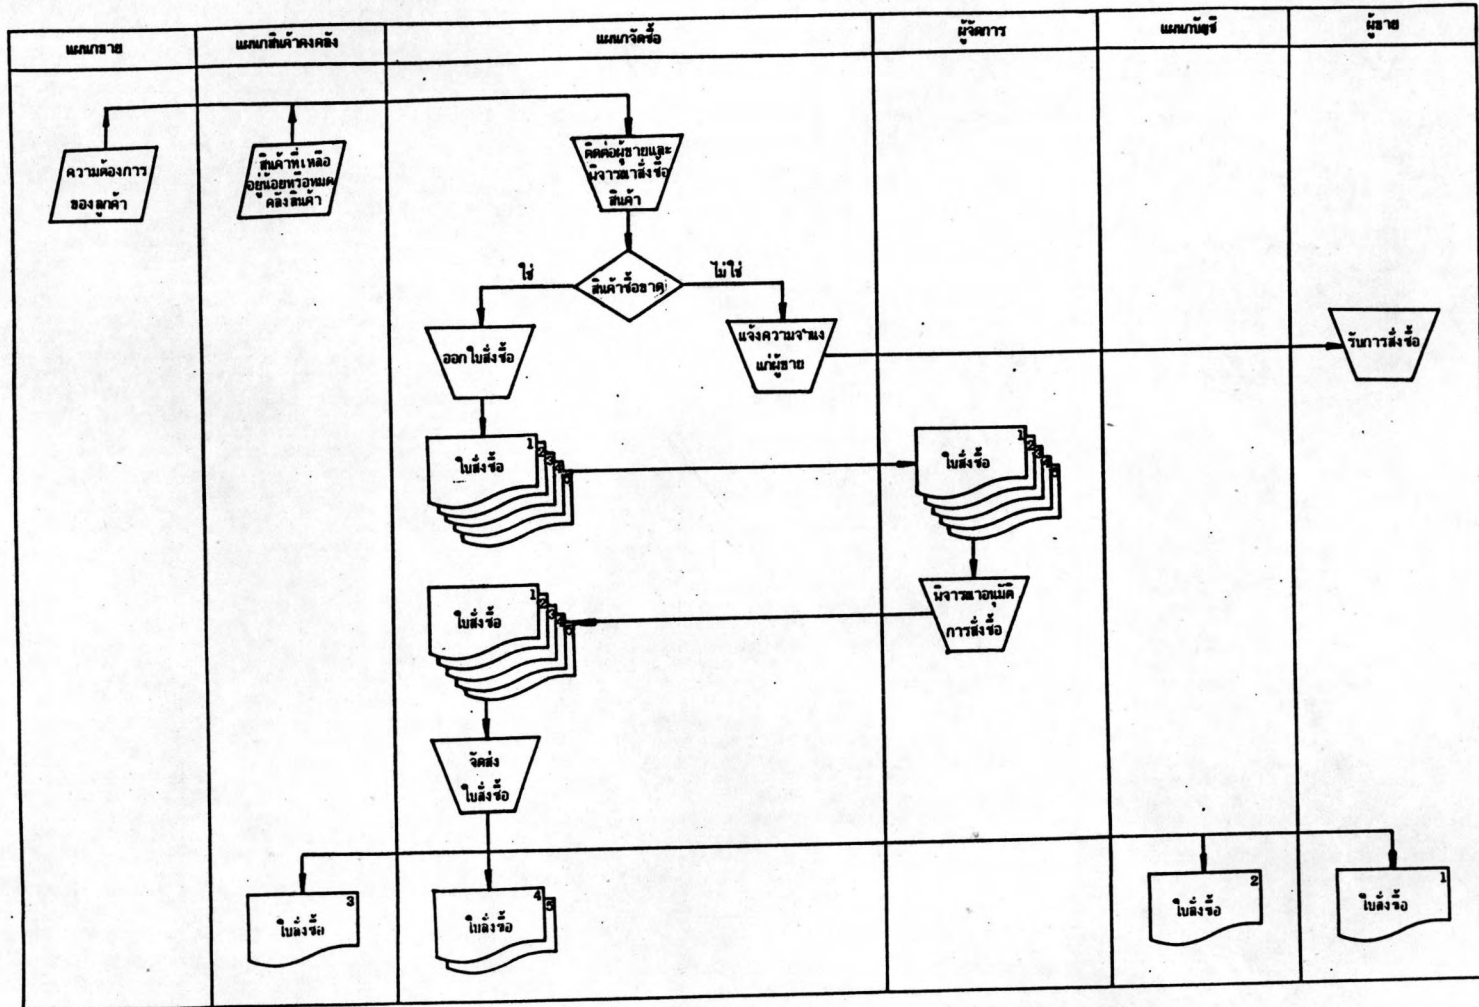 แผนกขาย
แผนกสินค้าคงคลัง
แผนกจัดซื้อ
ผู้จัดการ
แผนกบัญชี
ผู้ขาย
ความต้องการ
ของลูกค้า
สินค้าที่เหลือ
อยู่น้อยหรือหมด
คลังสินค้า
ติดต่อผู้ขายและ
พิจารณาสั่งซื้อ
สินค้า
สินค้าซื้อขาด
ใช่
ไม่ใช่
ออกใบสั่งซื้อ
แจ้งความจำนง
แก่ผู้ขาย
รับการสั่งซื้อ
ใบสั่งซื้อ
1
2
3
4
5
ใบสั่งซื้อ
1
2
3
4
5
พิจารณาอนุมัติ
การสั่งซื้อ
ใบสั่งซื้อ
1
2
3
4
5
จัดส่ง
ใบสั่งซื้อ
3
ใบสั่งซื้อ
4
5
ใบสั่งซื้อ
2
ใบสั่งซื้อ
1
ใบสั่งซื้อ